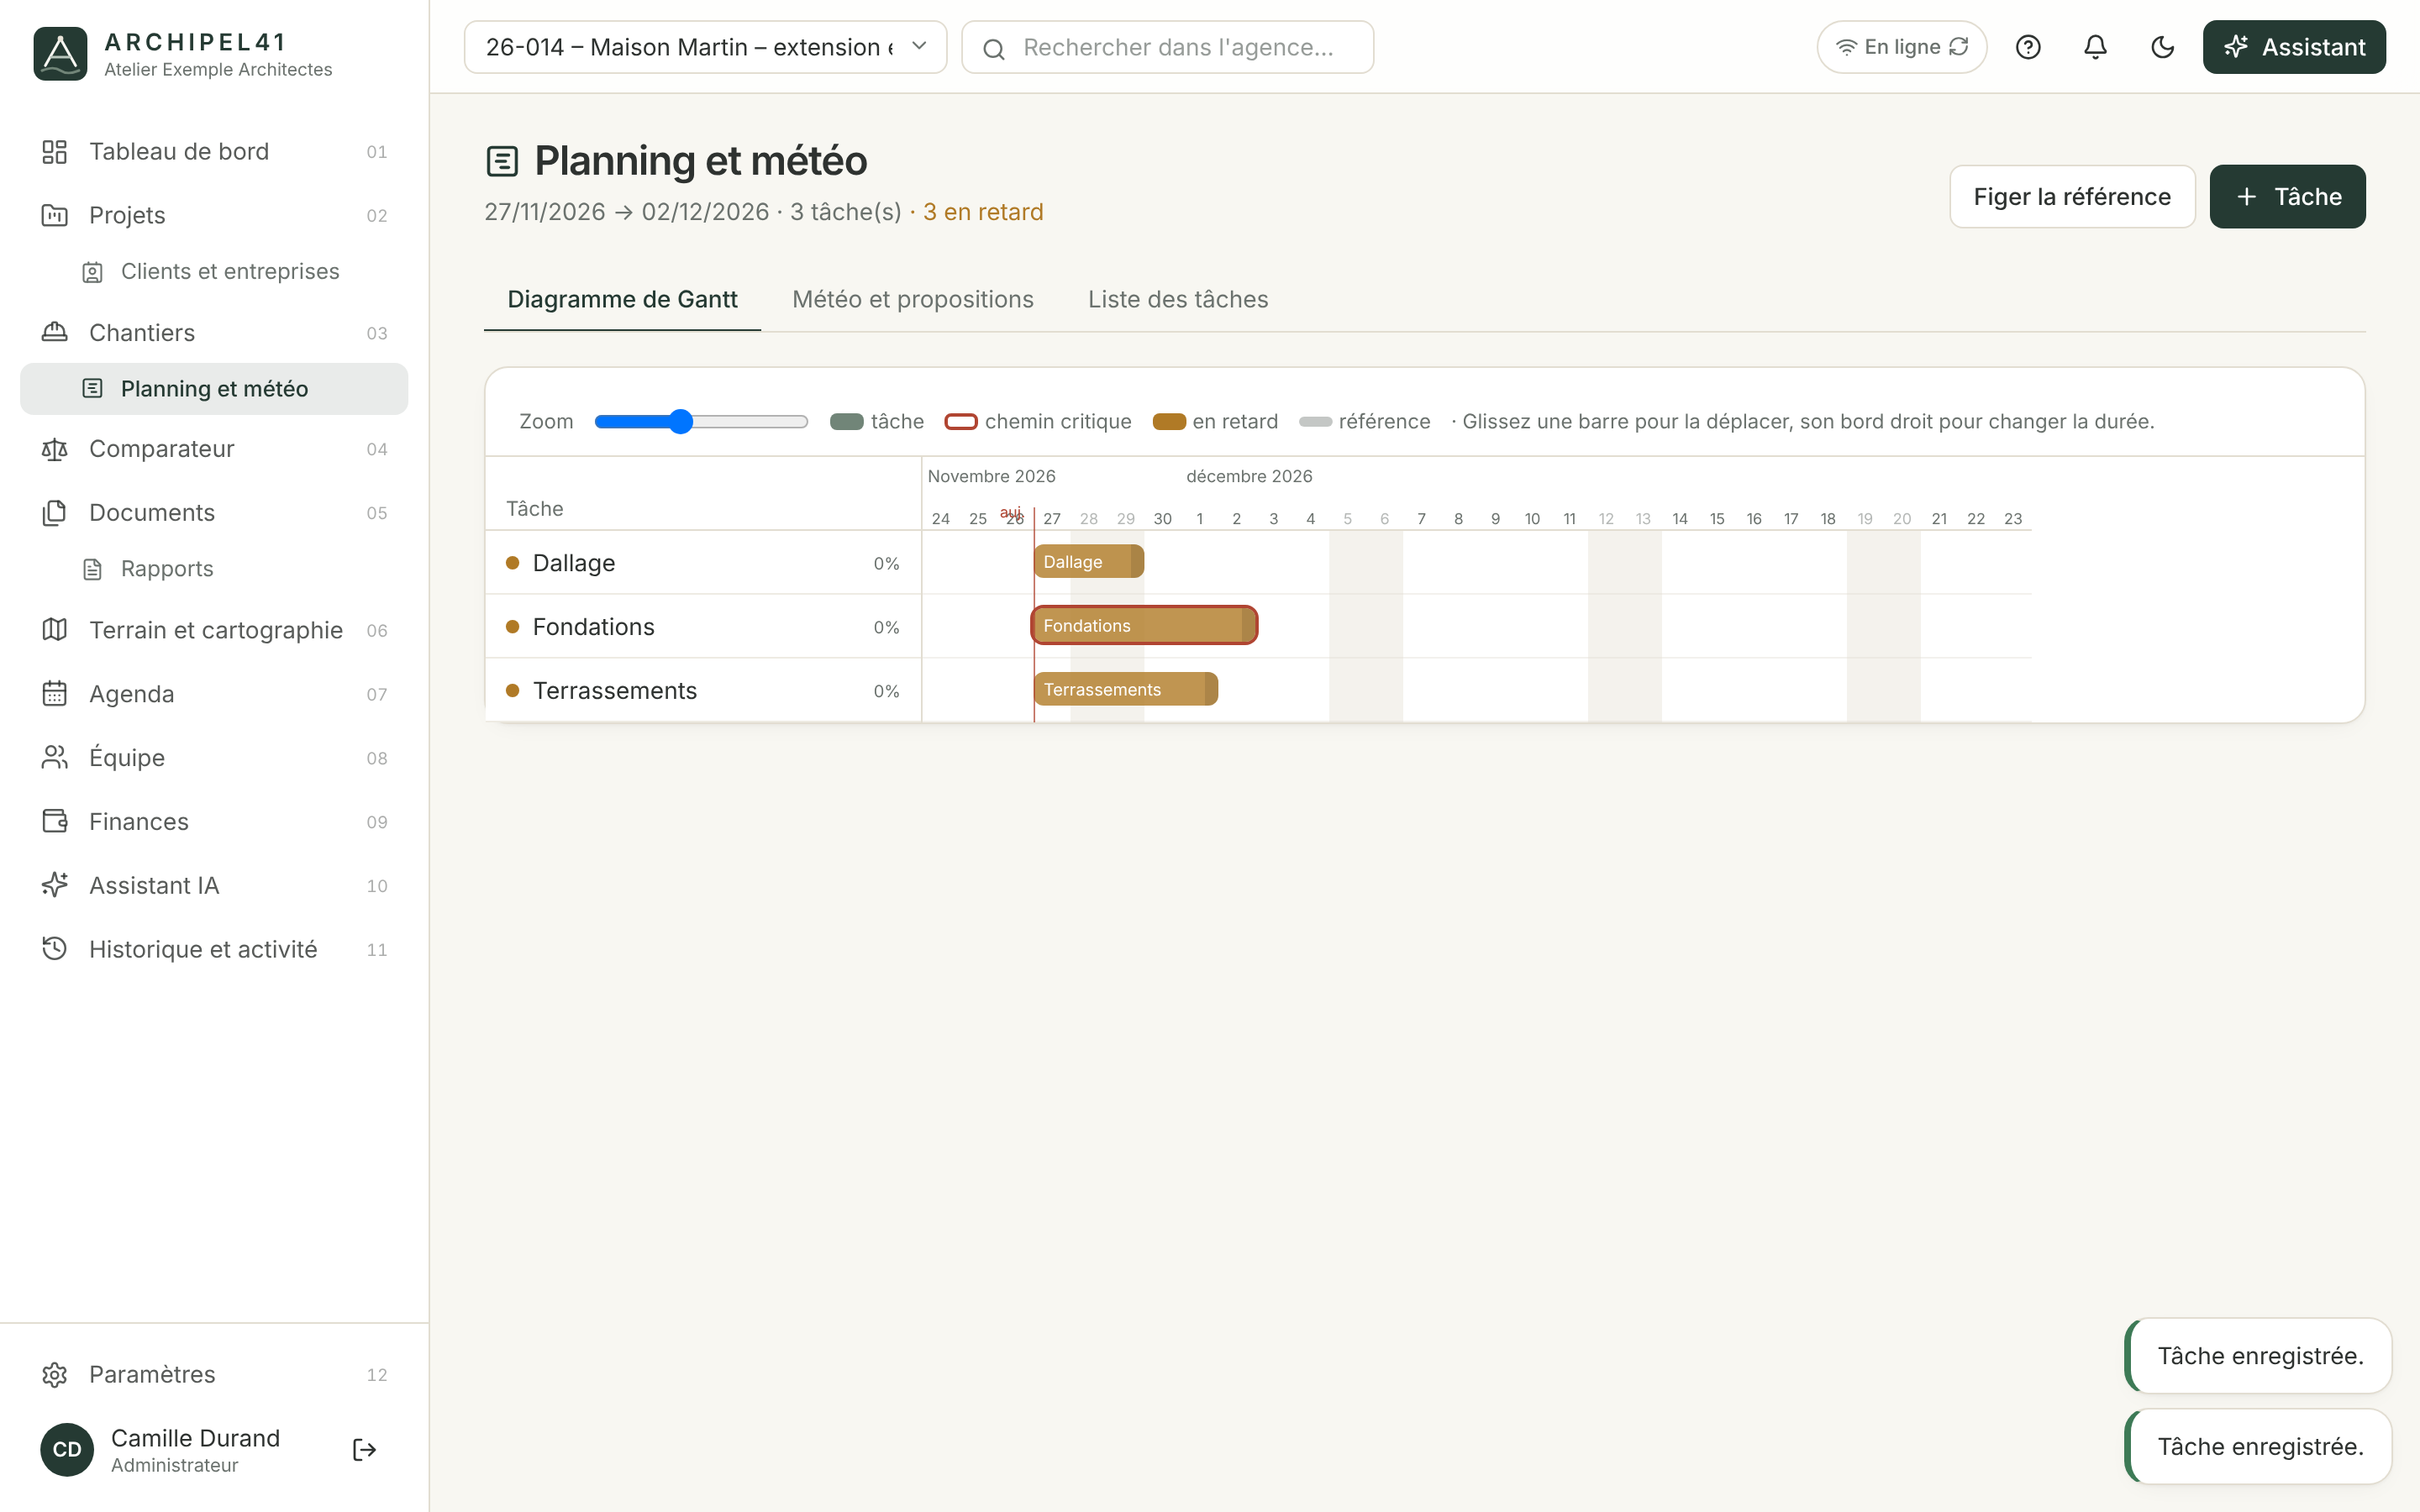 ARCHIPEL41
Atelier Exemple Architectes
Tableau de bord 01
Projets 02
Clients et entreprises
Chantiers 03
Planning et météo
Comparateur 04
Documents 05
Rapports
Terrain et cartographie 06
Agenda 07
Équipe 08
Finances 09
Assistant IA 10
Historique et activité 11
Paramètres 12
CD
Camille Durand
Administrateur
26-014 – Maison Martin – extension
Rechercher dans l'agence...
En ligne
Assistant
Planning et météo
27/11/2026 → 02/12/2026 · 3 tâche(s) · 3 en retard
Figer la référence
+ Tâche
Diagramme de Gantt
Météo et propositions
Liste des tâches
Zoom tâche chemin critique en retard référence · Glissez une barre pour la déplacer, son bord droit pour changer la durée.
Novembre 2026 décembre 2026
Tâche
auj.
24 25 26 27 28 29 30 1 2 3 4 5 6 7 8 9 10 11 12 13 14 15 16 17 18 19 20 21 22 23
Dallage 0% Dallage
Fondations 0% Fondations
Terrassements 0% Terrassements
Tâche enregistrée.
Tâche enregistrée.